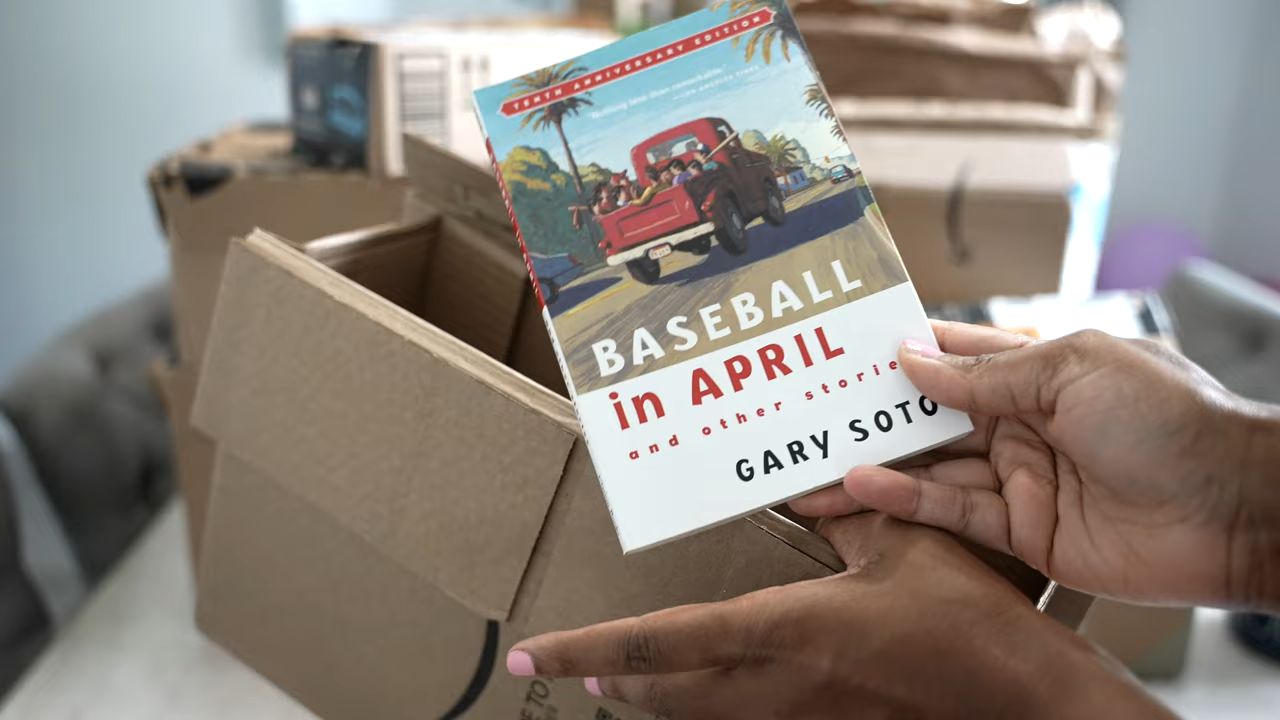 TENTH ANNIVERSARY EDITION
BASEBALL
in APRIL
and other stories
GARY SOTO